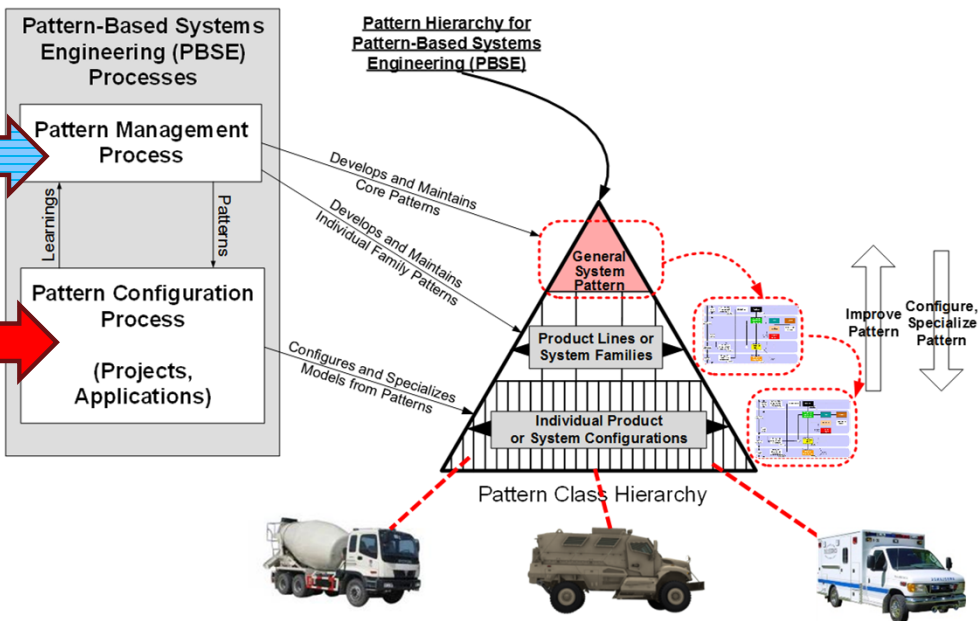 Pattern-Based Systems
Engineering (PBSE)
Processes
Pattern Management
Process
Learnings
Patterns
Pattern Configuration
Process
(Projects,
Applications)
Pattern Hierarchy for
Pattern-Based Systems
Engineering (PBSE)
Develops and Maintains
Core Patterns
Develops and Maintains
Individual Family Patterns
Configures and Specializes
Models from Patterns
General
System
Pattern
Product Lines or
System Families
Individual Product
or System Configurations
Pattern Class Hierarchy
Improve
Pattern
Configure,
Specialize
Pattern